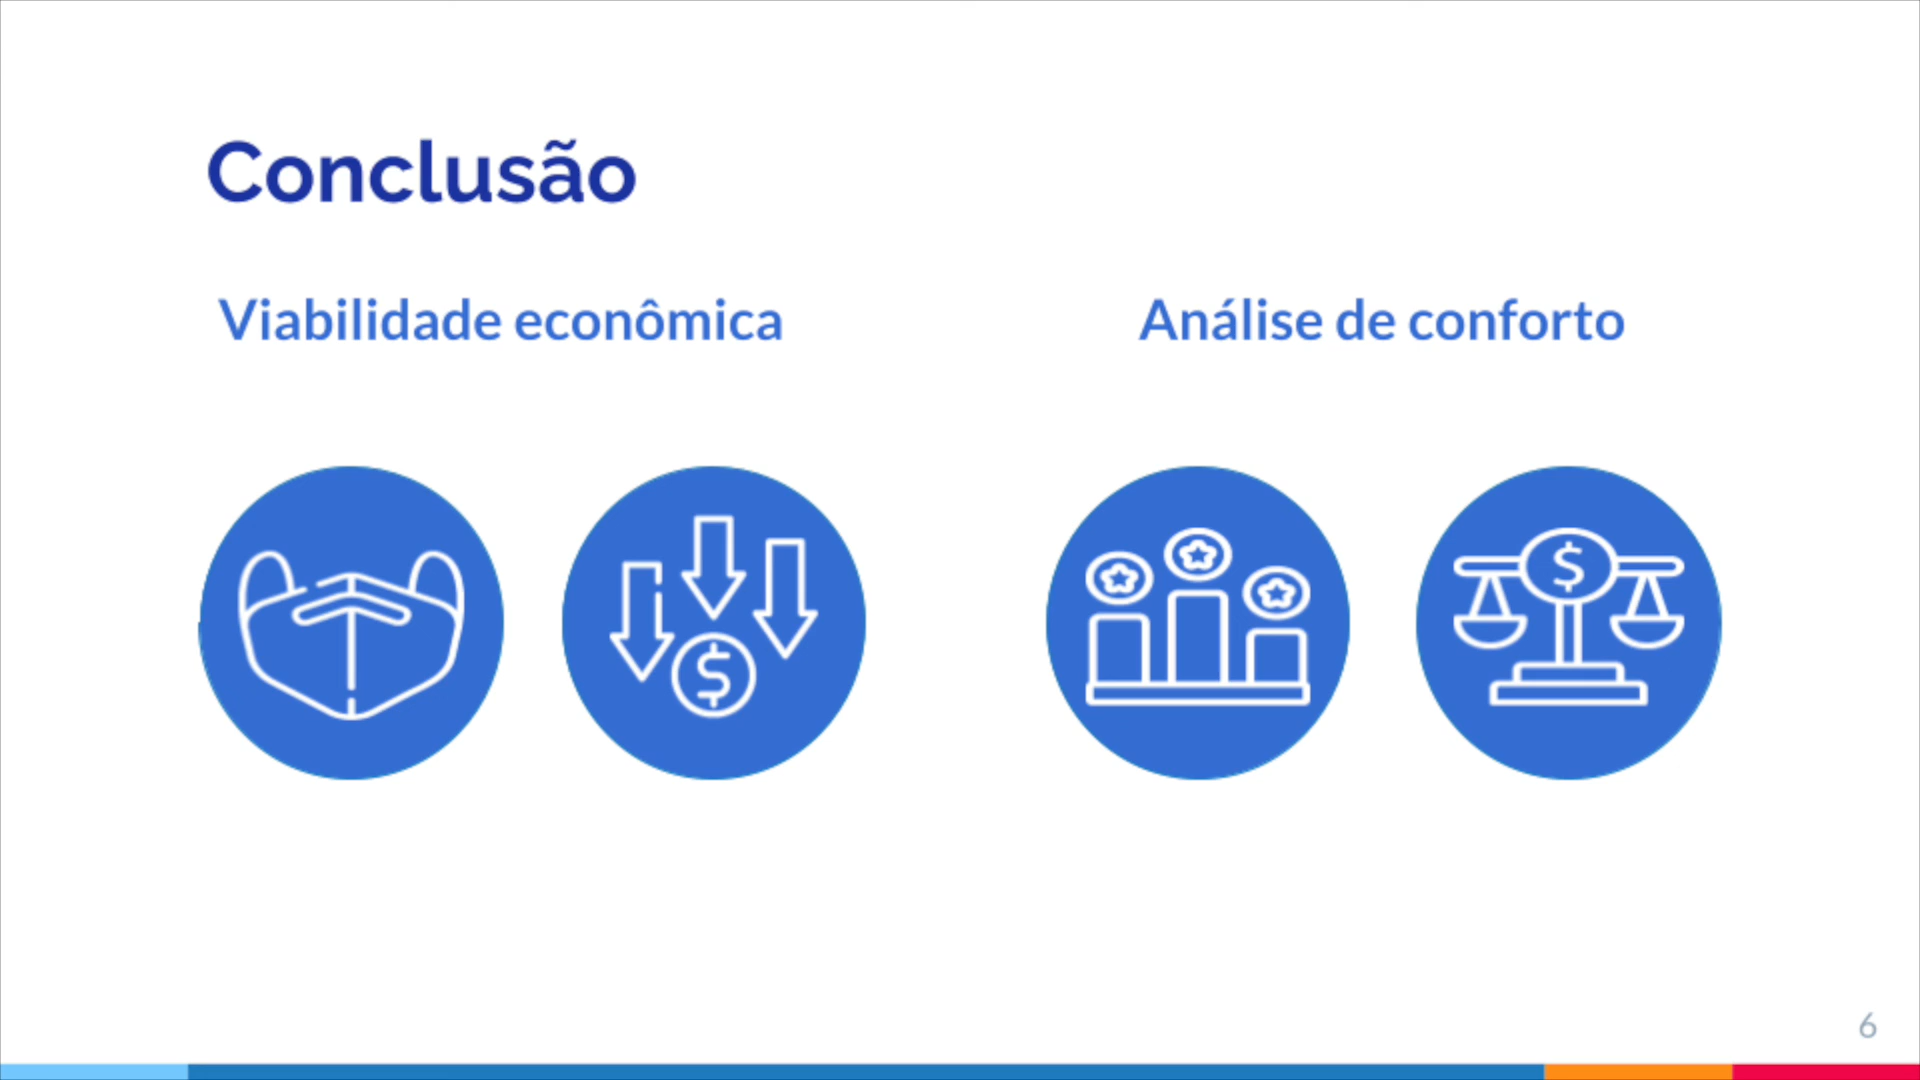 Conclusão
Viabilidade econômica
Análise de conforto
$
$
6